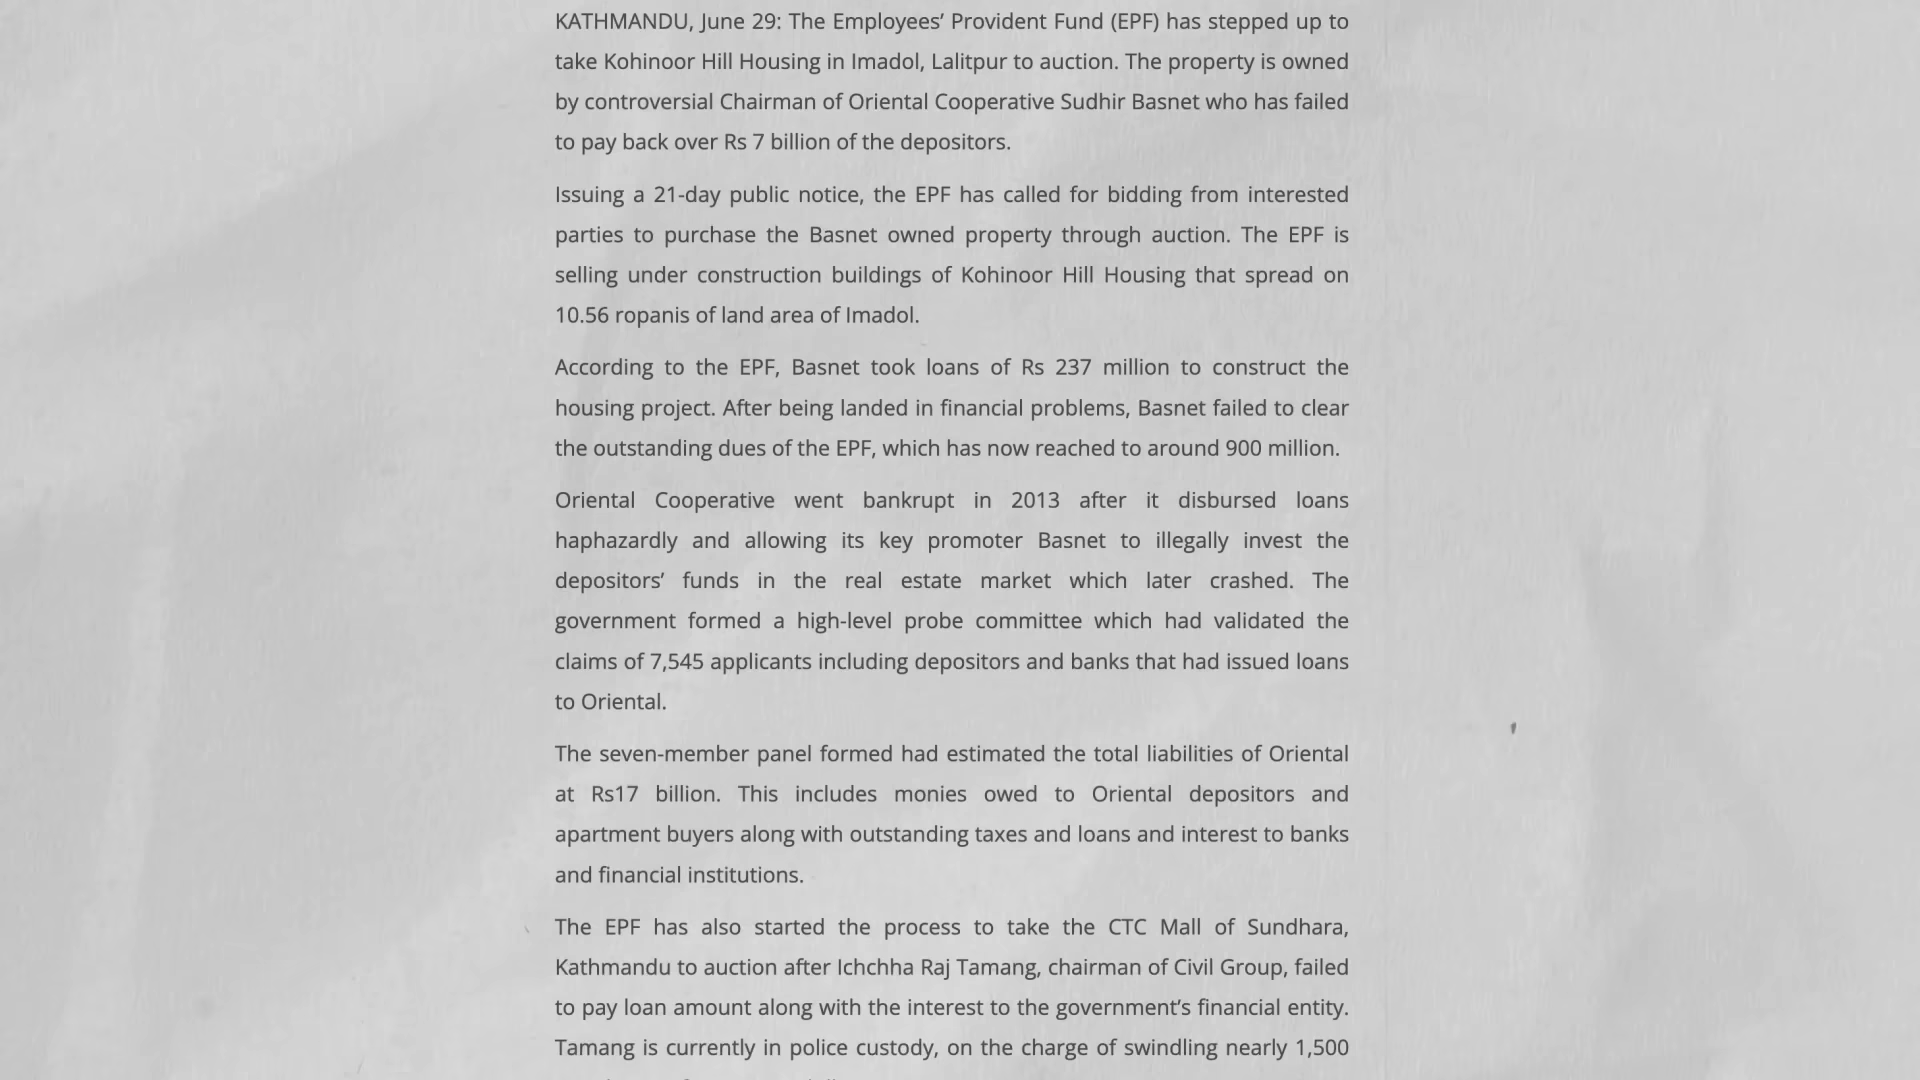 KATHMANDU, June 29: The Employees’ Provident Fund (EPF) has stepped up to
take Kohinoor Hill Housing in Imadol, Lalitpur to auction. The property is owned
by controversial Chairman of Oriental Cooperative Sudhir Basnet who has failed
to pay back over Rs 7 billion of the depositors.
Issuing a 21-day public notice, the EPF has called for bidding from interested
parties to purchase the Basnet owned property through auction. The EPF is
selling under construction buildings of Kohinoor Hill Housing that spread on
10.56 ropanis of land area of Imadol.
According to the EPF, Basnet took loans of Rs 237 million to construct the
housing project. After being landed in financial problems, Basnet failed to clear
the outstanding dues of the EPF, which has now reached to around 900 million.
Oriental Cooperative went bankrupt in 2013 after it disbursed loans
haphazardly and allowing its key promoter Basnet to illegally invest the
depositors’ funds in the real estate market which later crashed. The
government formed a high-level probe committee which had validated the
claims of 7,545 applicants including depositors and banks that had issued loans
to Oriental.
The seven-member panel formed had estimated the total liabilities of Oriental
at Rs17 billion. This includes monies owed to Oriental depositors and
apartment buyers along with outstanding taxes and loans and interest to banks
and financial institutions.
The EPF has also started the process to take the CTC Mall of Sundhara,
Kathmandu to auction after Ichchha Raj Tamang, chairman of Civil Group, failed
to pay loan amount along with the interest to the government’s financial entity.
Tamang is currently in police custody, on the charge of swindling nearly 1,500